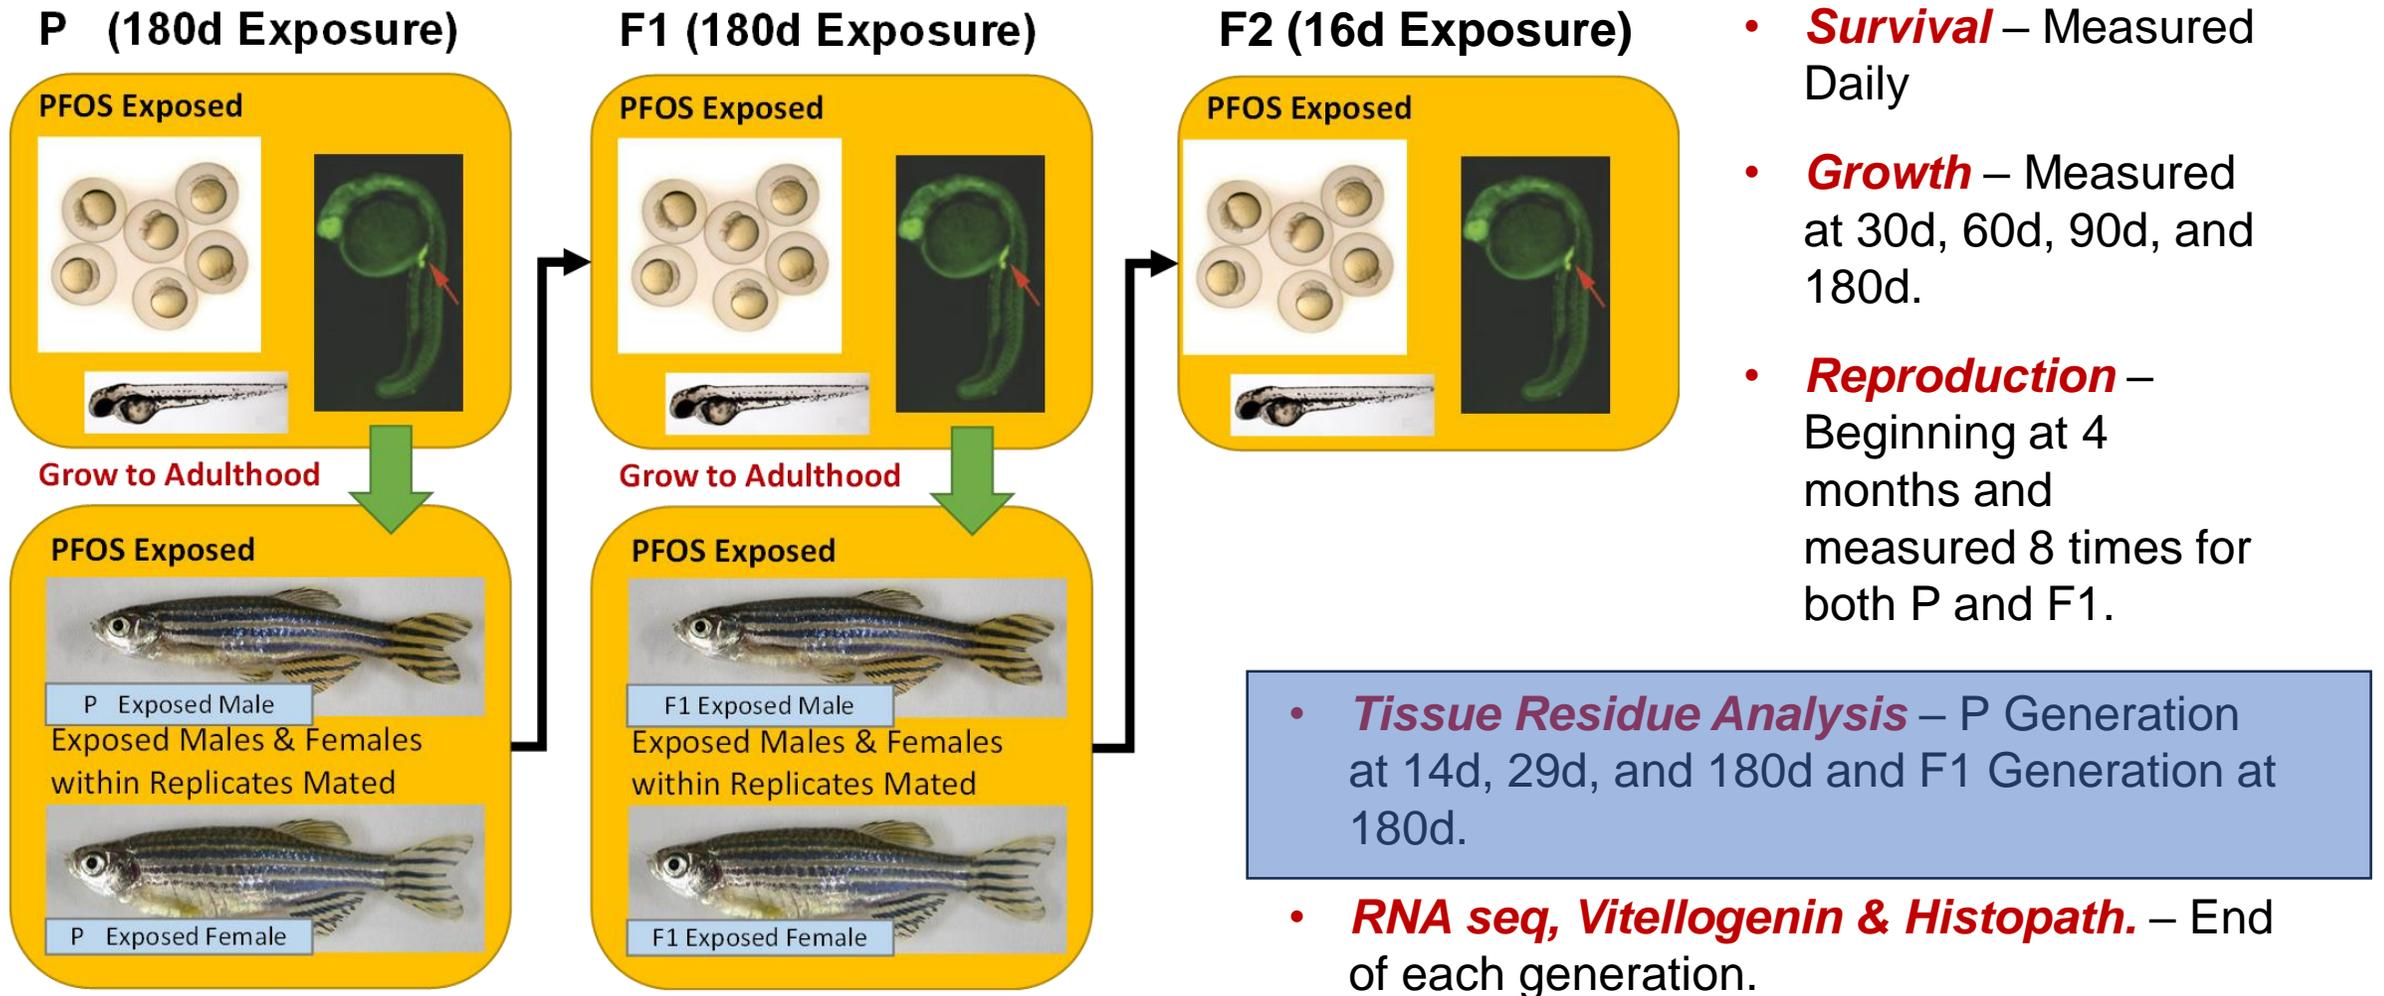 P (180d Exposure)
PFOS Exposed
Grow to Adulthood
PFOS Exposed
P Exposed Male
Exposed Males & Females
within Replicates Mated
P Exposed Female
F1 (180d Exposure)
PFOS Exposed
Grow to Adulthood
PFOS Exposed
F1 Exposed Male
Exposed Males & Females
within Replicates Mated
F1 Exposed Female
F2 (16d Exposure)
PFOS Exposed
• Survival – Measured
Daily
• Growth – Measured
at 30d, 60d, 90d, and
180d.
• Reproduction –
Beginning at 4
months and
measured 8 times for
both P and F1.
• Tissue Residue Analysis – P Generation
at 14d, 29d, and 180d and F1 Generation at
180d.
• RNA seq, Vitellogenin & Histopath. – End
of each generation.